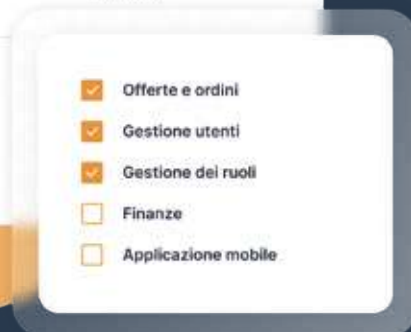 Offerte e ordini
Gestione utenti
Gestione dei ruoli
Finanze
Applicazione mobile